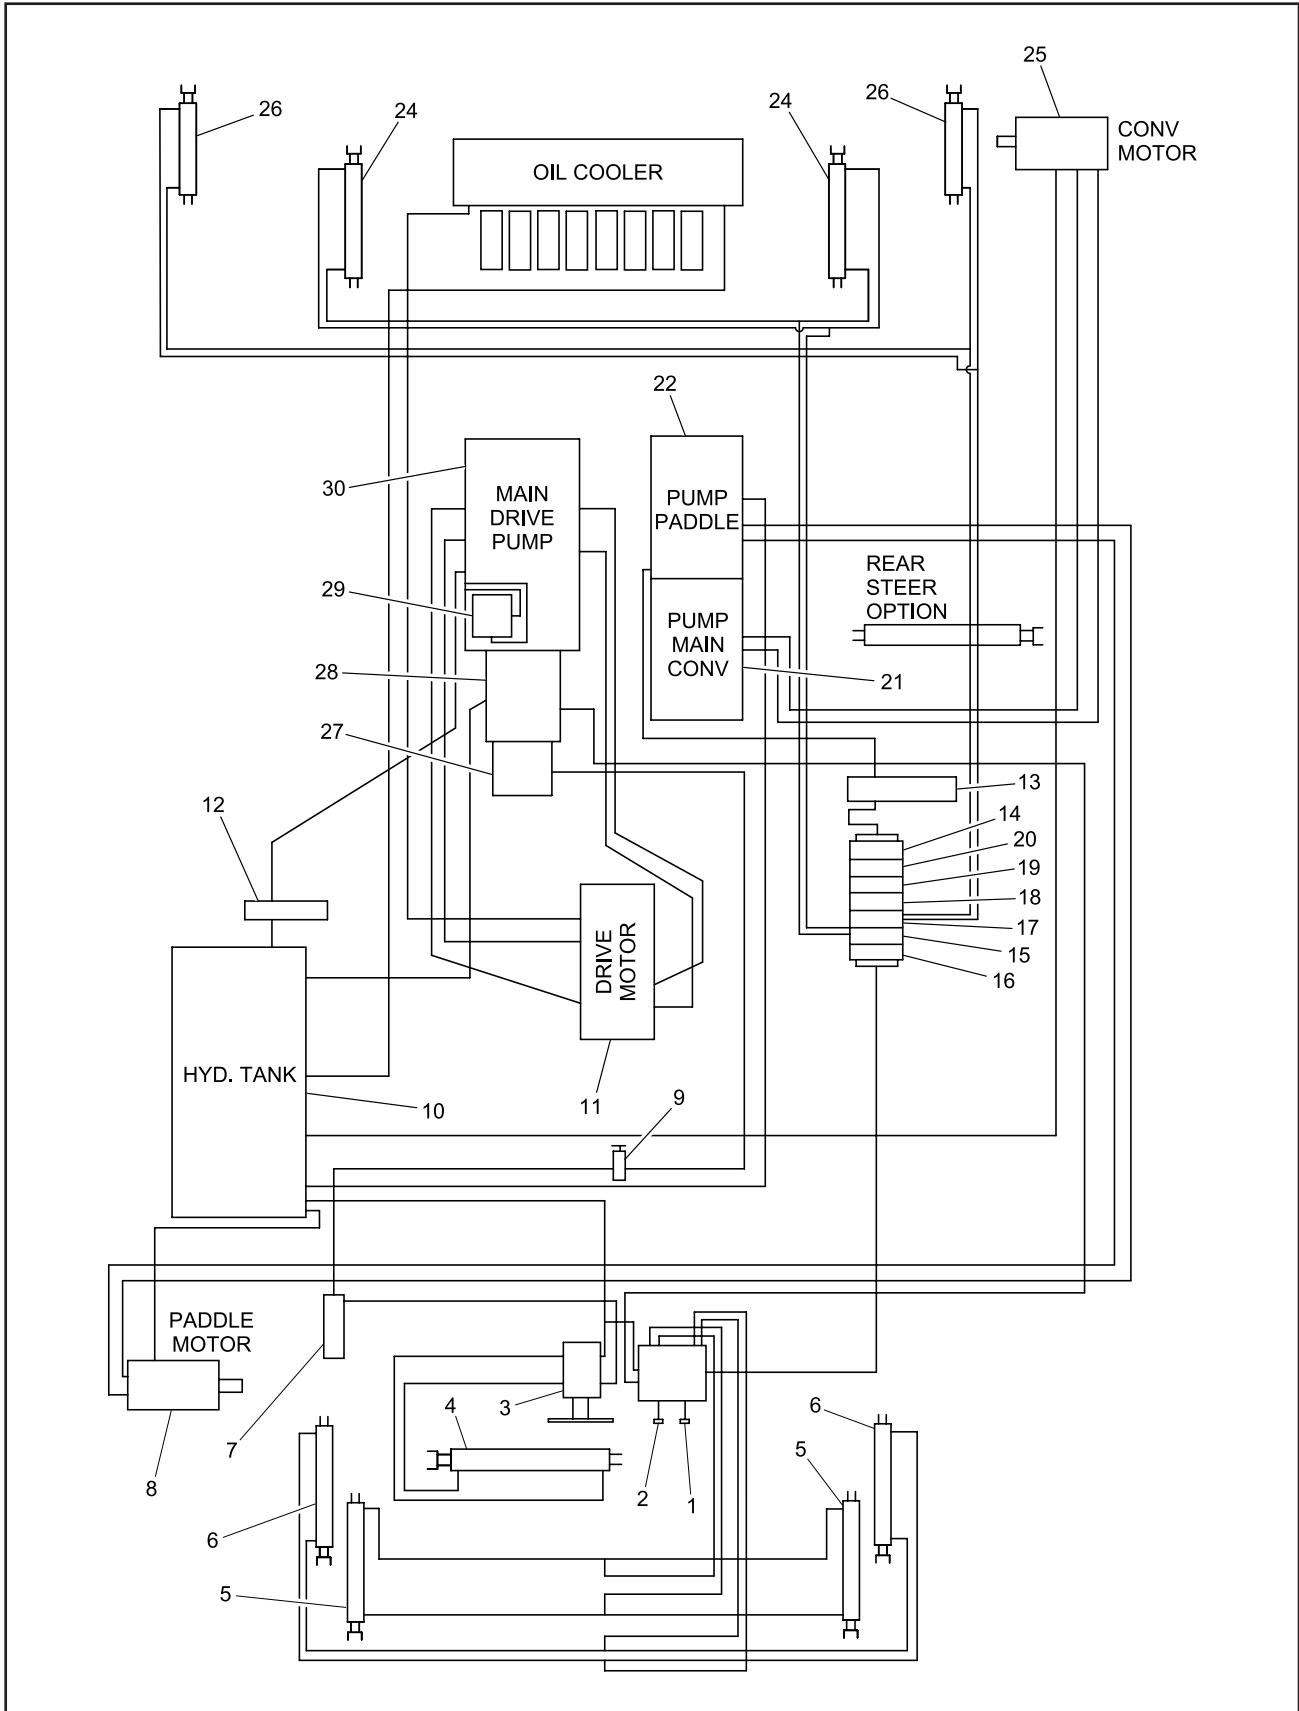 25
26
24
24
26
CONV
MOTOR
OIL COOLER
22
30
MAIN
DRIVE
PUMP
PUMP
PADDLE
REAR
STEER
OPTION
29
PUMP
MAIN
CONV
28
21
27
12
13
14
20
19
18
17
15
16
DRIVE
MOTOR
HYD. TANK
10
11
9
PADDLE
MOTOR
8
7
3
4
2
1
6
5
6
5